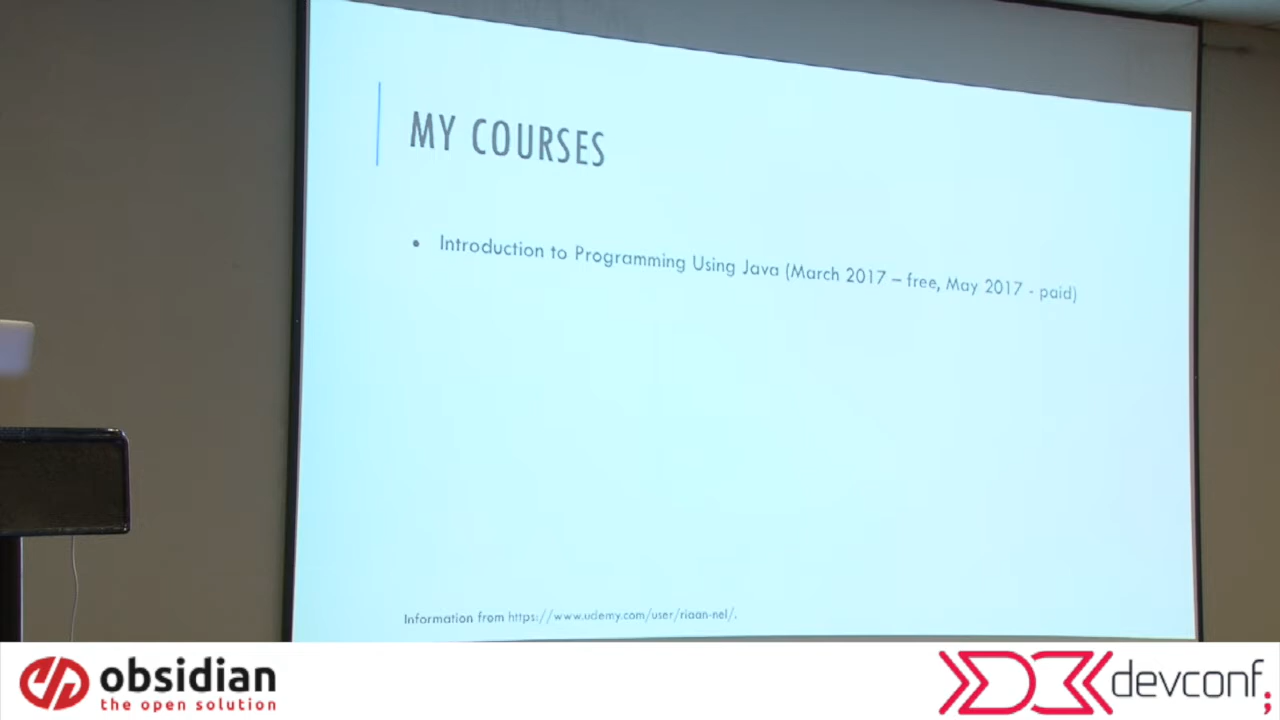 MY COURSES
• Introduction to Programming Using Java (March 2017 – free, May 2017 - paid)
Information from https://www.udemy.com/user/riaan-nel/.
obsidian
the open solution
devconf;